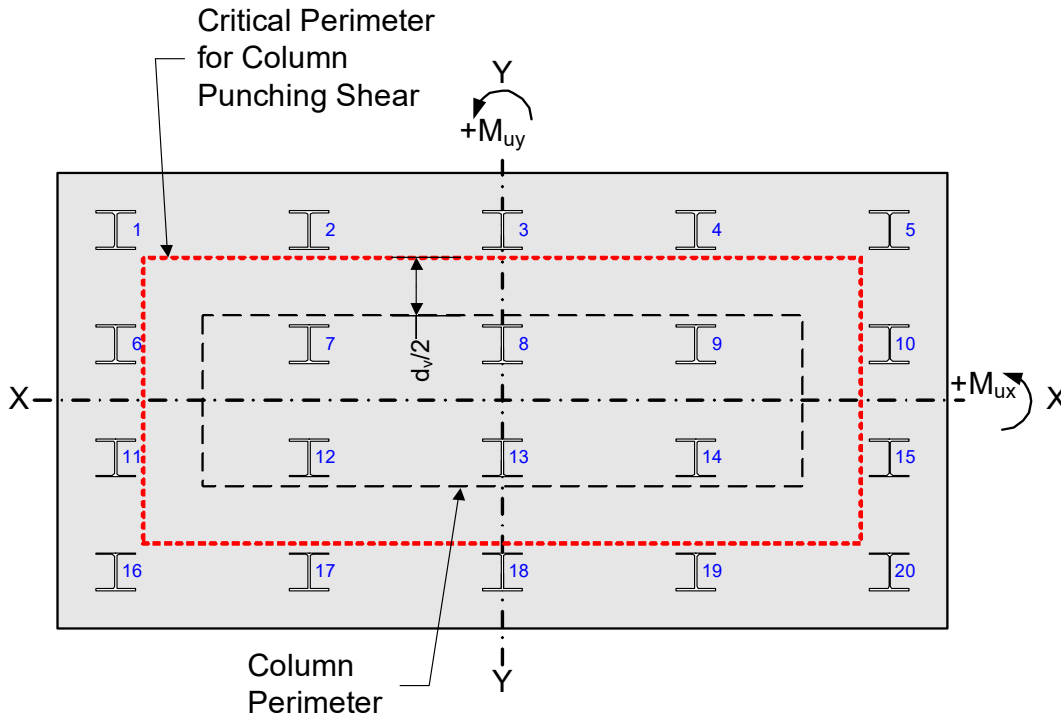 Critical Perimeter
for Column
Punching Shear
Y
+Muy
1
2
3
4
5
6
7
8
9
10
dv/2
X
+Mux
X
11
12
13
14
15
16
17
18
19
20
Column
Perimeter
Y